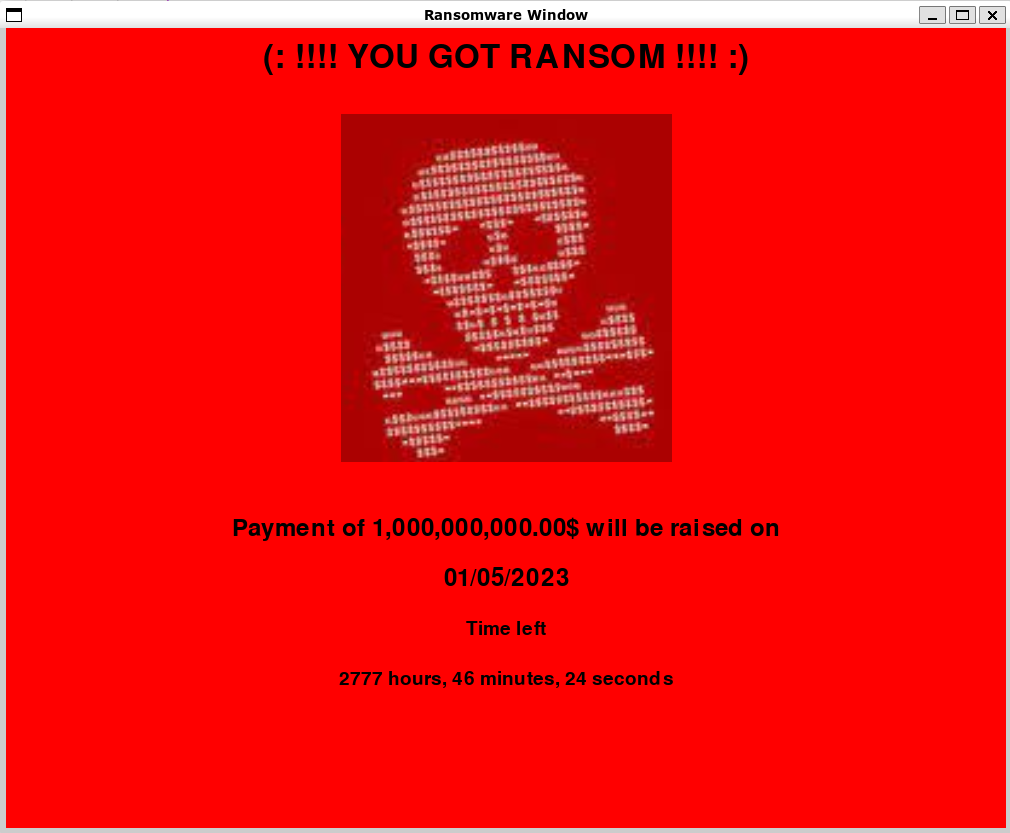 Ransomware Window
(: !!!! YOU GOT RANSOM !!!! :)
Payment of 1,000,000,000.00$ will be raised on
01/05/2023
Time left
2777 hours, 46 minutes, 24 seconds